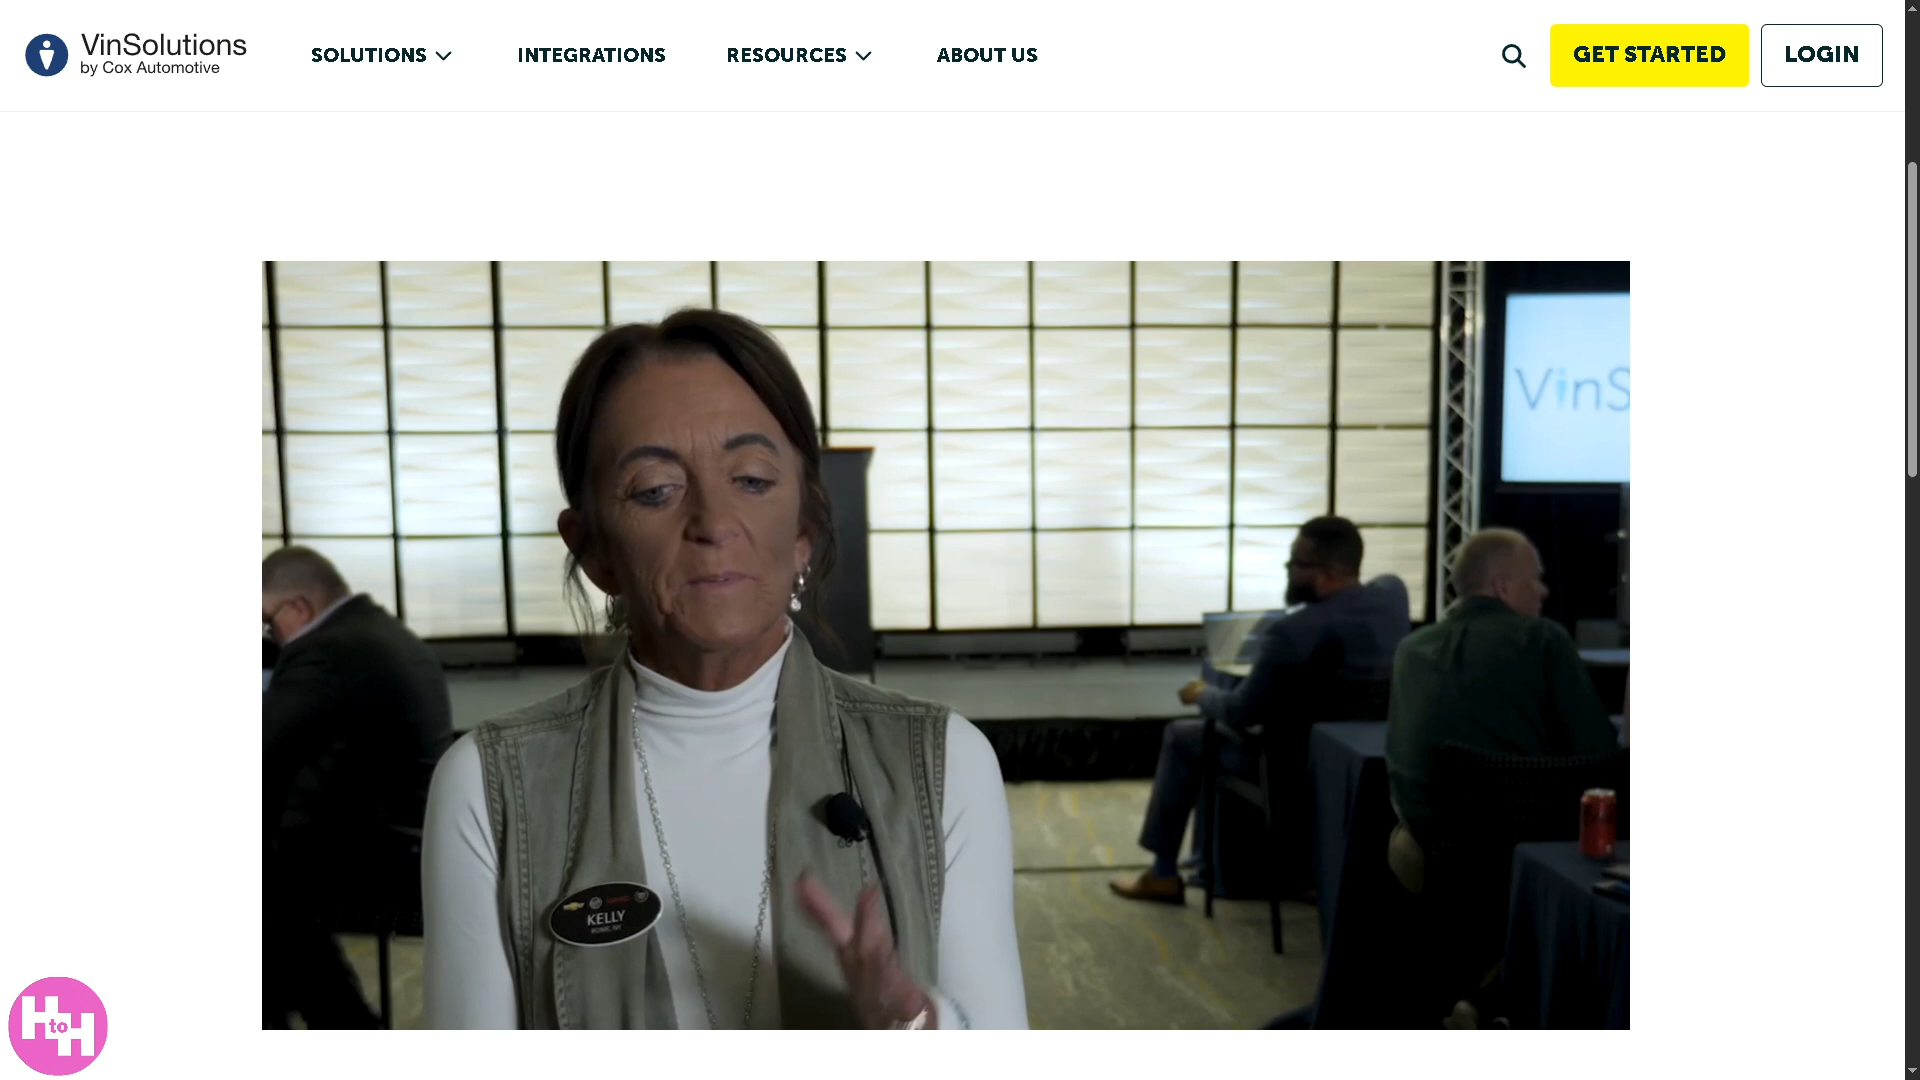 VinSolutions
by Cox Automotive
SOLUTIONS
INTEGRATIONS
RESOURCES
ABOUT US
GET STARTED
LOGIN
VinS
KELLY
H to H